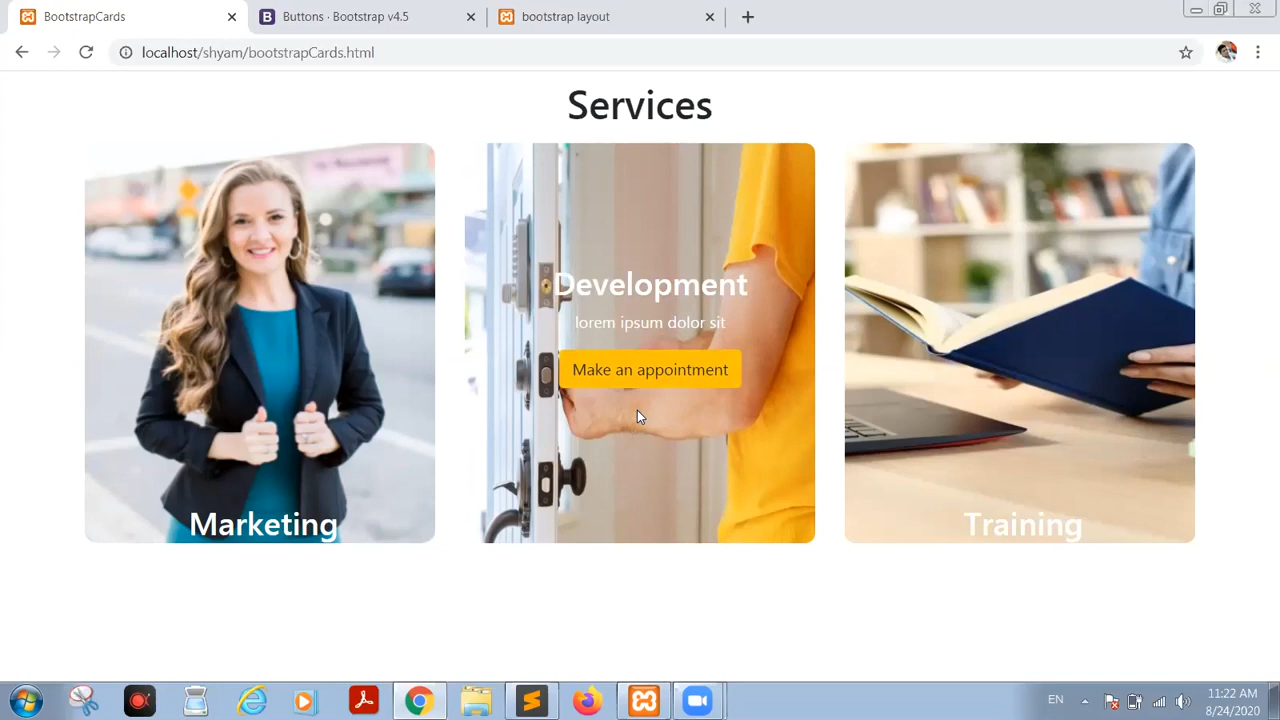 BootstrapCards
Buttons · Bootstrap v4.5
bootstrap layout
localhost/shyam/bootstrapCards.html
Services
Development
lorem ipsum dolor sit
Make an appointment
Marketing
Training
EN
11:22 AM
8/24/2020